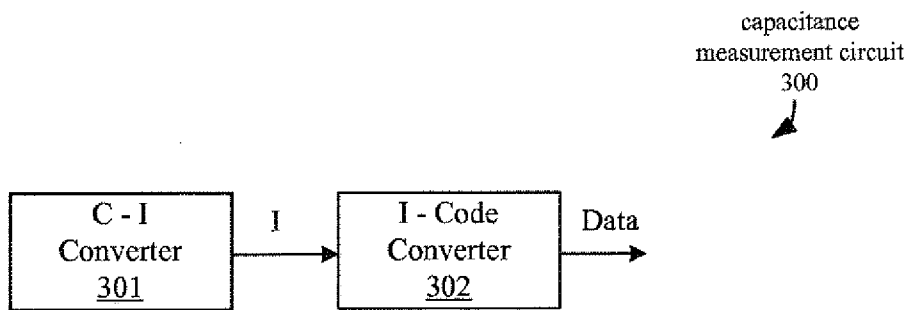 capacitance
measurement circuit
300
C - I
Converter
301
I
I - Code
Converter
302
Data